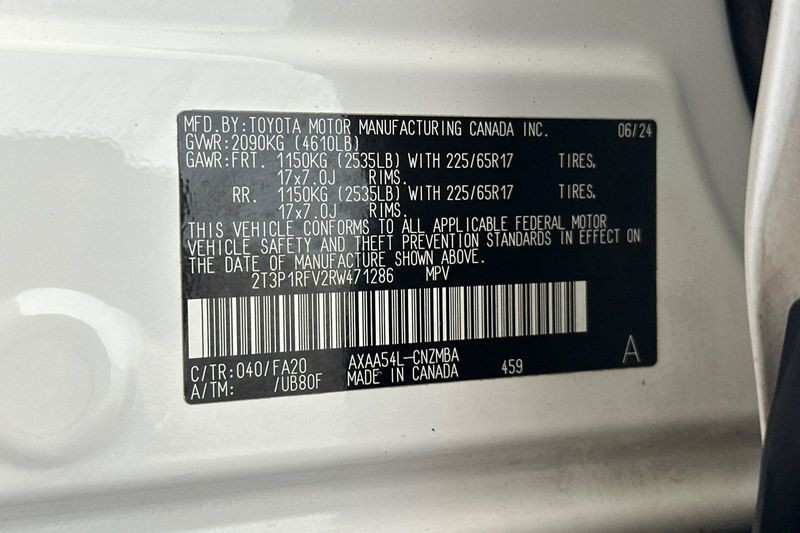 MFD.BY:TOYOTA MOTOR MANUFACTURING CANADA INC. 06/24
GVWR:2090KG (4610LB)
GAWR:FRT. 1150KG (2535LB) WITH 225/65R17 TIRES,
17x7.0J RIMS.
RR. 1150KG (2535LB) WITH 225/65R17 TIRES,
17x7.0J RIMS.
THIS VEHICLE CONFORMS TO ALL APPLICABLE FEDERAL MOTOR
VEHICLE SAFETY AND THEFT PREVENTION STANDARDS IN EFFECT ON
THE DATE OF MANUFACTURE SHOWN ABOVE.
2T3P1RFV2RW471286 MPV
C/TR:040/FA20 AXAA54L-CNZMBA 459 A
A/TM: /UB80F MADE IN CANADA